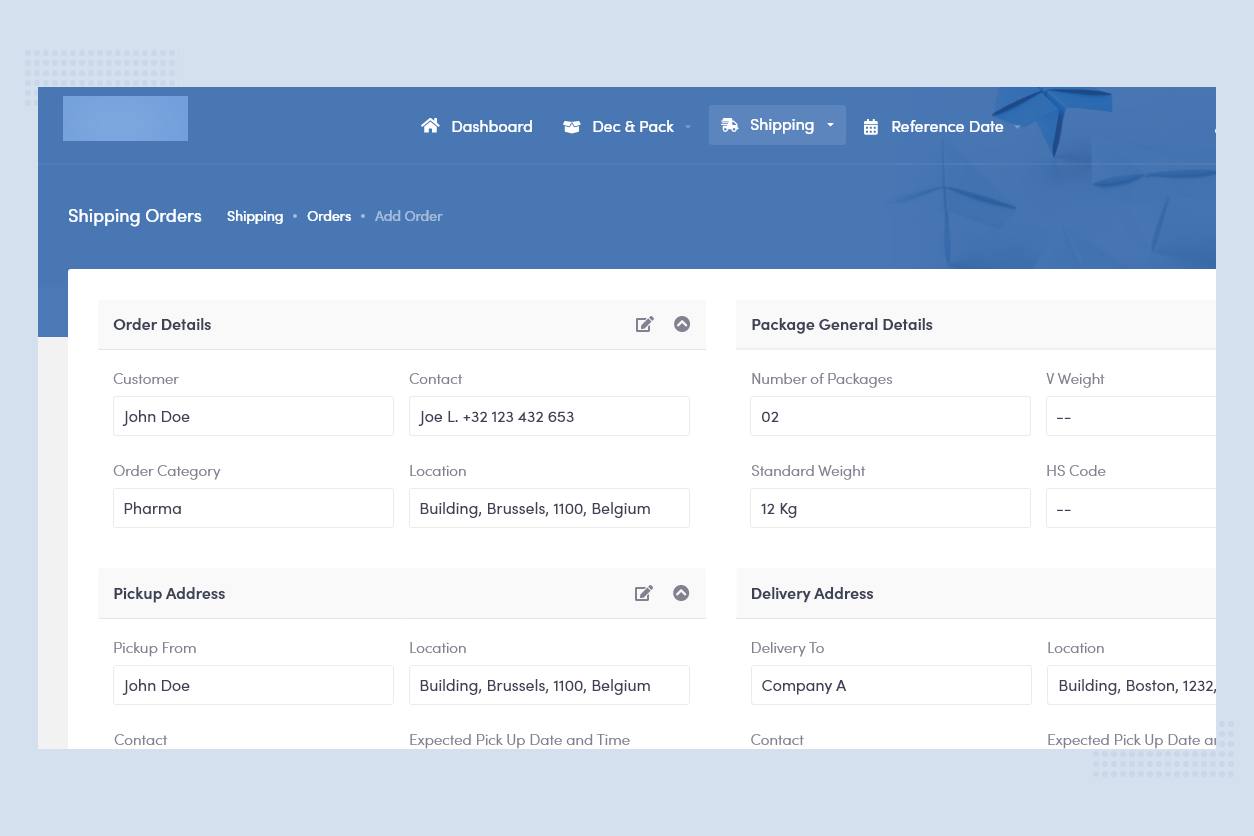 Dashboard Dec & Pack Shipping Reference Date
Shipping Orders Shipping • Orders • Add Order
Order Details
Customer Contact
John Doe Joe L. +32 123 432 653
Order Category Location
Pharma Building, Brussels, 1100, Belgium
Package General Details
Number of Packages V Weight
02 --
Standard Weight HS Code
12 Kg --
Pickup Address
Pickup From Location
John Doe Building, Brussels, 1100, Belgium
Contact Expected Pick Up Date and Time
Delivery Address
Delivery To Location
Company A Building, Boston, 1232,
Contact Expected Pick Up Date